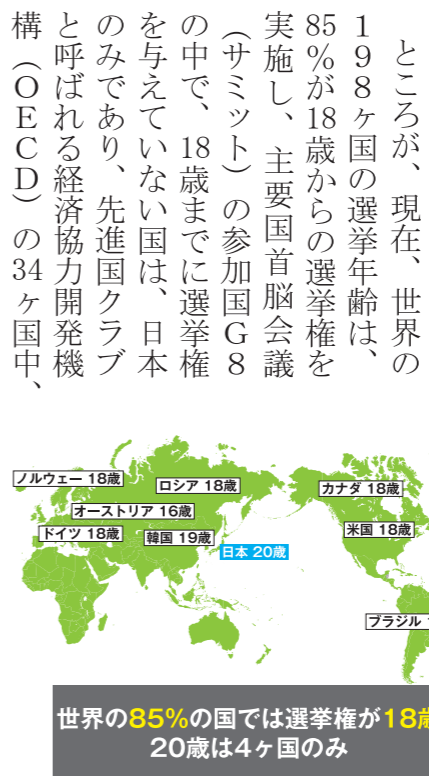 ところが、現在、世界の
１９８ヶ国の選挙年齢は、
85％が18歳からの選挙権を
実施し、主要国首脳会議
（サミット）の参加国Ｇ８
の中で、18歳までに選挙権
を与えていない国は、日本
のみであり、先進国クラブ
と呼ばれる経済協力開発機
構（ＯＥＣＤ）の34ヶ国中、
ノルウェー 18歳
ロシア 18歳
カナダ 18歳
オーストリア 16歳
米国 18歳
ドイツ 18歳
韓国 19歳
日本 20歳
ブラジル
世界の85%の国では選挙権が18歳
20歳は4ヶ国のみ